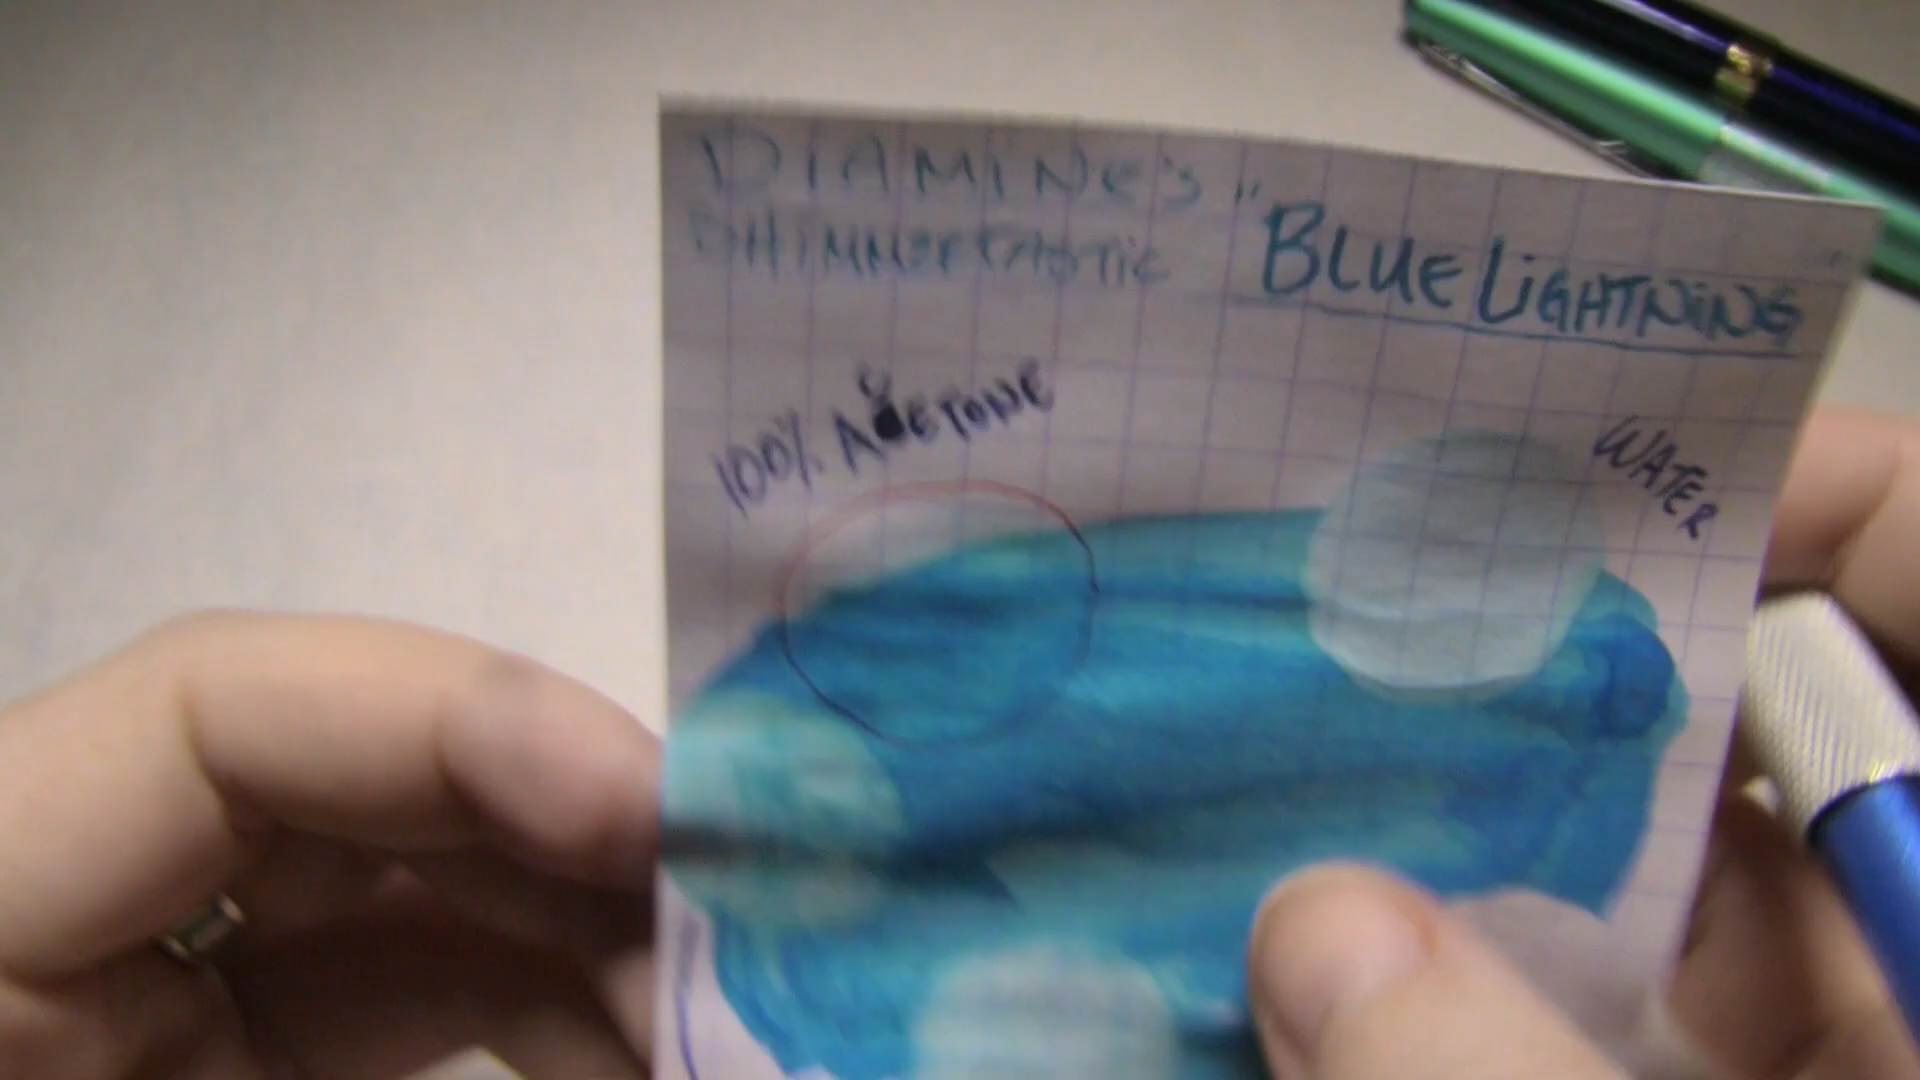 DIAMINE'S
SHIMMERTASTIC
"BLUE LIGHTNING"
100% ACETONE
WATER